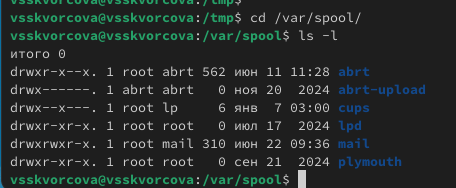 vsskvorcova@vsskvorcova:/tmp$
vsskvorcova@vsskvorcova:/tmp$ cd /var/spool/
vsskvorcova@vsskvorcova:/var/spool$ ls -l
итого 0
drwxr-x--x. 1 root abrt 562 июн 11 11:28 abrt
drwx------. 1 abrt abrt   0 ноя 20  2024 abrt-upload
drwx--x---. 1 root lp     6 янв  7 03:00 cups
drwxr-xr-x. 1 root root   0 июл 17  2024 lpd
drwxrwxr-x. 1 root mail 310 июн 22 09:36 mail
drwxr-xr-x. 1 root root   0 сен 21  2024 plymouth
vsskvorcova@vsskvorcova:/var/spool$